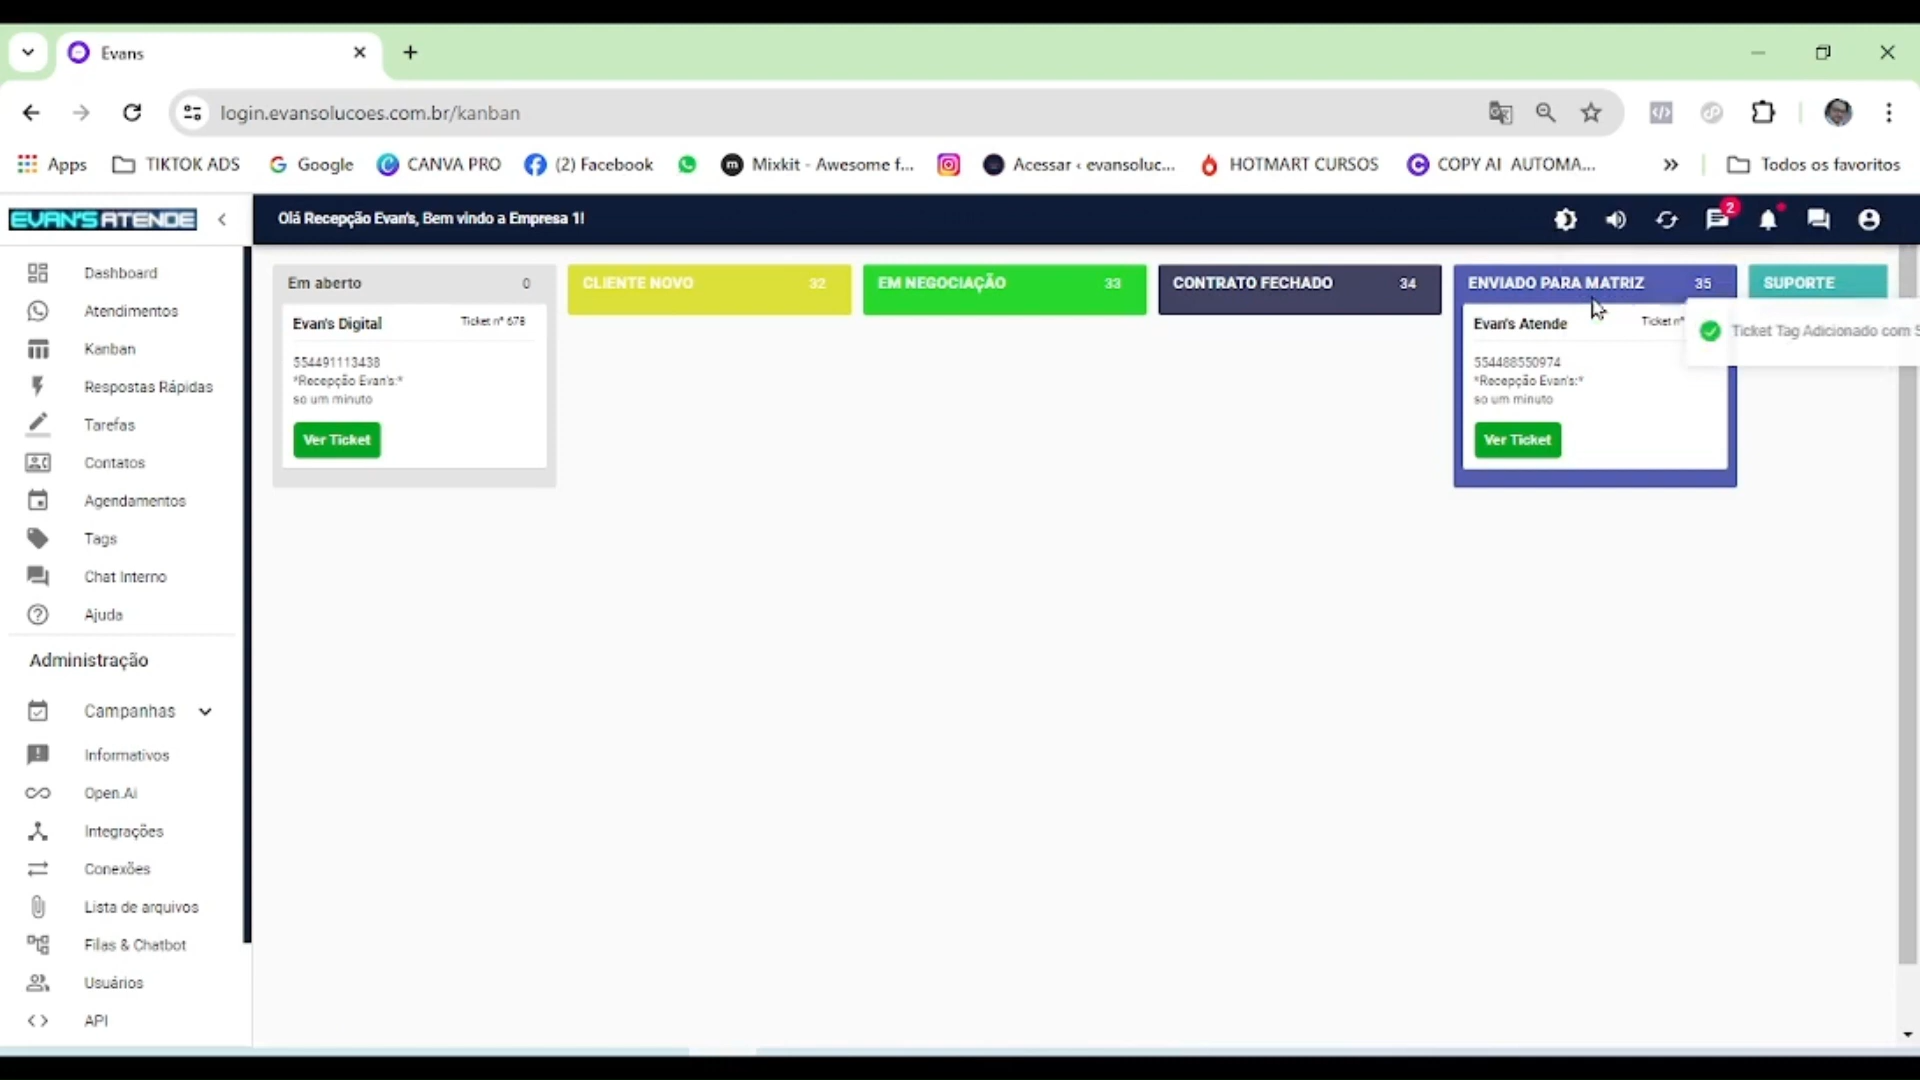 Evans
login.evansolucoes.com.br/kanban
Apps
TIKTOK ADS
Google
CANVA PRO
(2) Facebook
Mixkit - Awesome f...
Acessar ‹ evansoluc...
HOTMART CURSOS
COPY AI AUTOMA...
Todos os favoritos
EVAN'S ATENDE
Olá Recepção Evan's, Bem vindo a Empresa 1!
2
Dashboard
Atendimentos
Kanban
Respostas Rápidas
Tarefas
Contatos
Agendamentos
Tags
Chat Interno
Ajuda
Administração
Campanhas
Informativos
Open.Ai
Integrações
Conexões
Lista de arquivos
Filas & Chatbot
Usuários
API
Em aberto 0
Evan's Digital Ticket nº 678
554491113438
*Recepção Evan's:*
so um minuto
Ver Ticket
CLIENTE NOVO 32
EM NEGOCIAÇÃO 33
CONTRATO FECHADO 34
ENVIADO PARA MATRIZ 35
Evan's Atende Ticket nº
554488550974
*Recepção Evan's:*
so um minuto
Ver Ticket
SUPORTE
Ticket Tag Adicionado com S